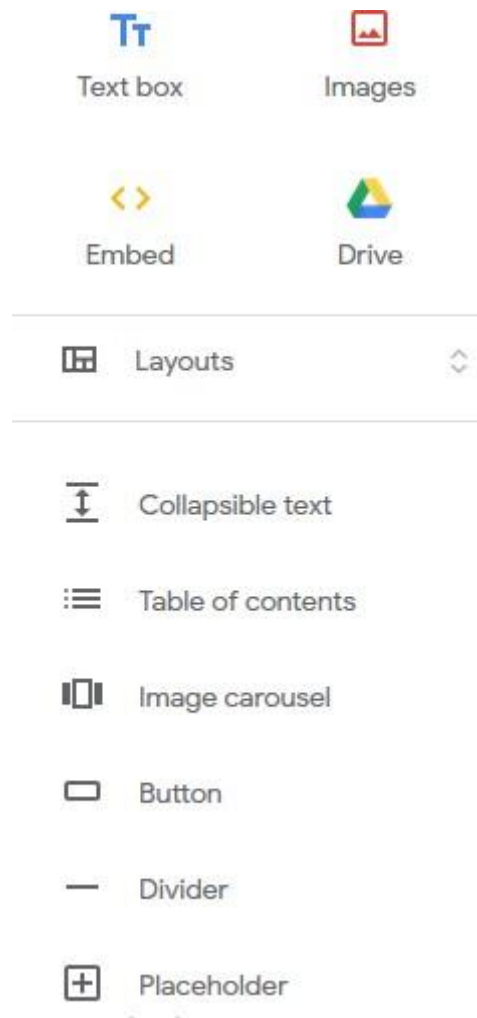 Text box Images
Embed Drive
Layouts
Collapsible text
Table of contents
Image carousel
Button
Divider
Placeholder